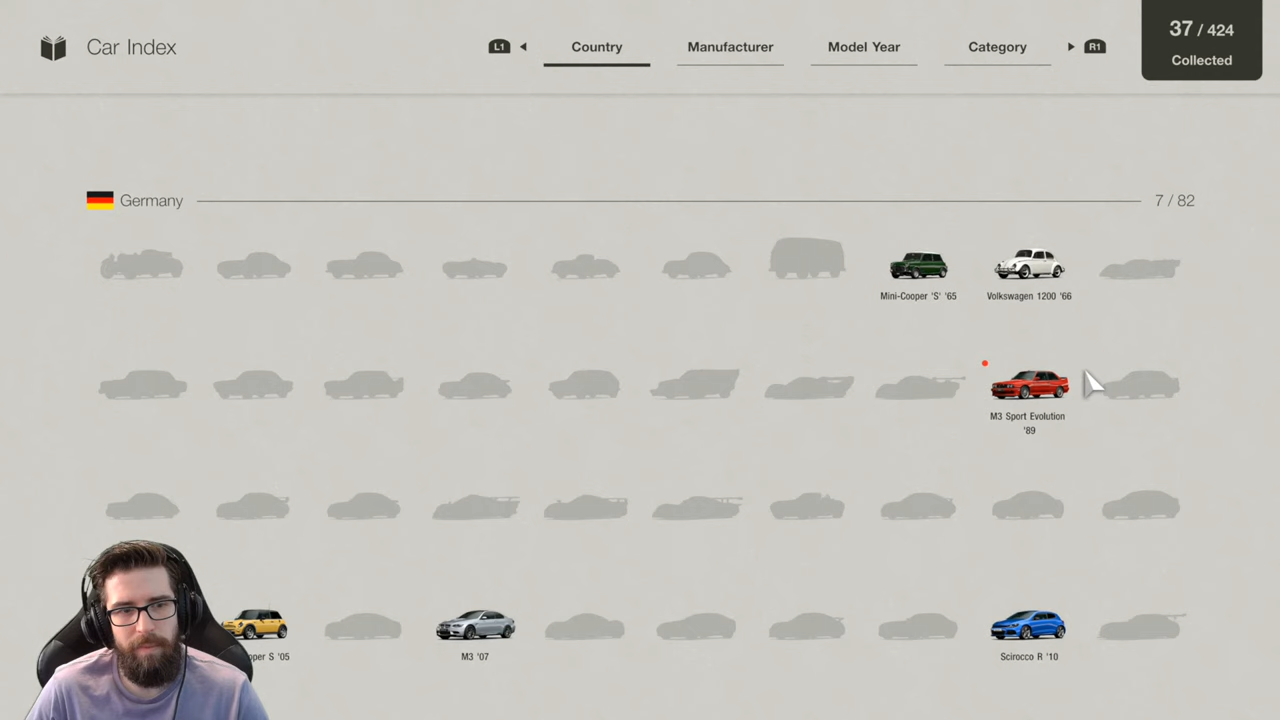 Car Index
L1
Country
Manufacturer
Model Year
Category
R1
37 / 424
Collected
Germany
7 / 82
Mini-Cooper 'S' '65
Volkswagen 1200 '66
M3 Sport Evolution
'89
oper S '05
M3 '07
Scirocco R '10